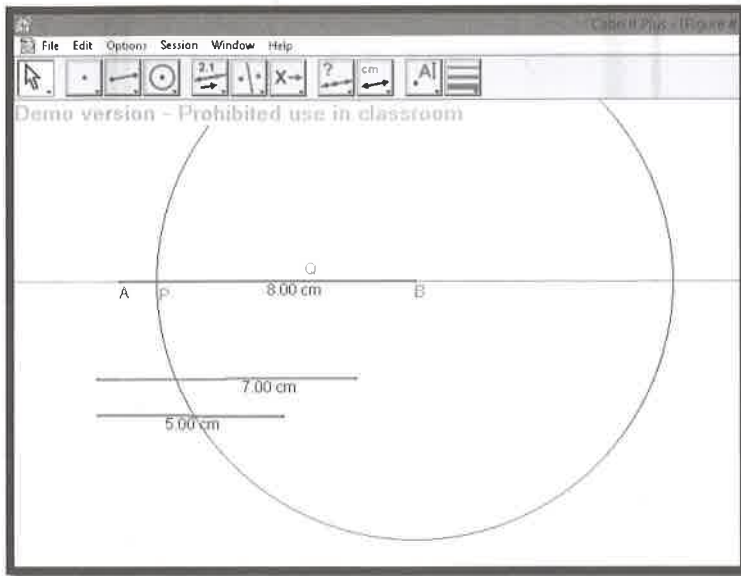 Cabri II Plus - [Figure #
File Edit Options Session Window Help
2.1
X
?
cm
A
Demo version - Prohibited use in classtoom
Q
A P 8.00 cm B
7.00 cm
5.00 cm